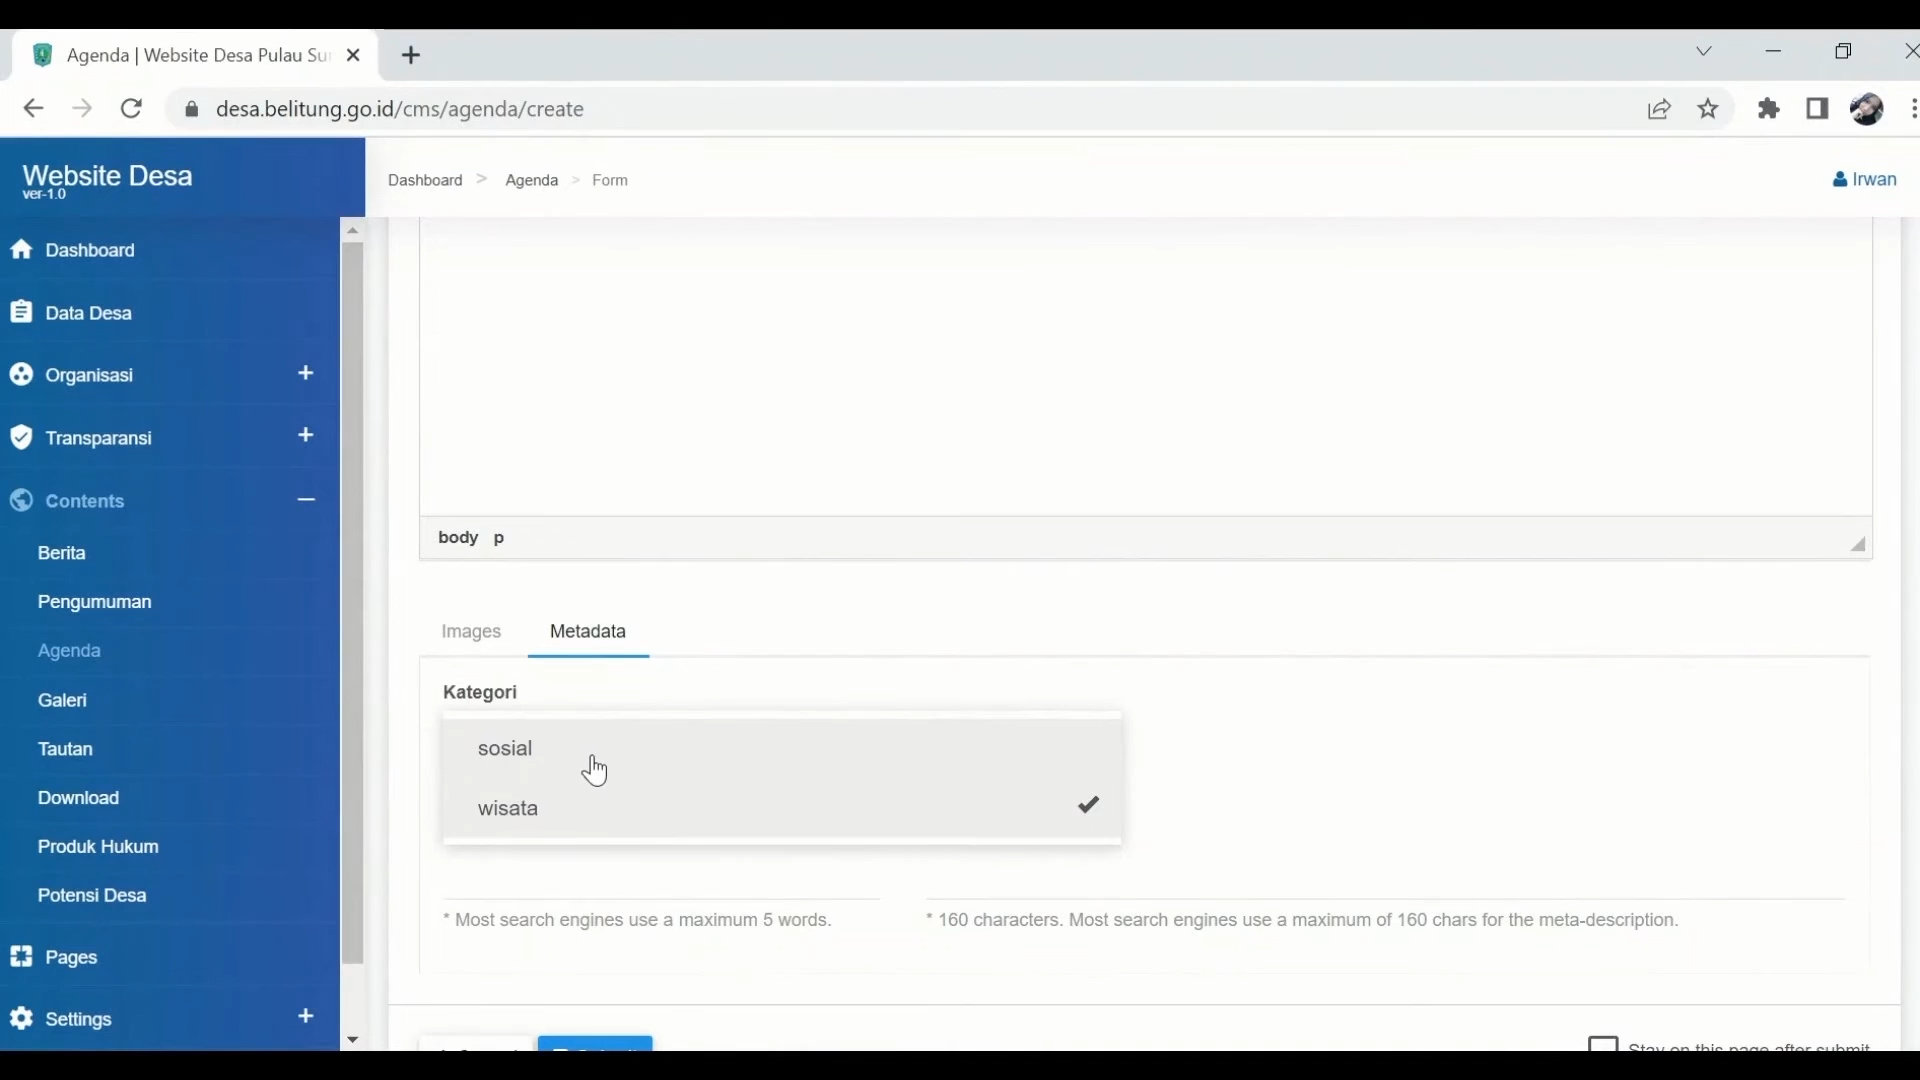 Agenda | Website Desa Pulau Su
desa.belitung.go.id/cms/agenda/create
Website Desa
ver-1.0
Dashboard > Agenda > Form
Irwan
Dashboard
Data Desa
Organisasi
Transparansi
Contents
Berita
Pengumuman
Agenda
Galeri
Tautan
Download
Produk Hukum
Potensi Desa
Pages
Settings
body p
Images Metadata
Kategori
sosial
wisata
* Most search engines use a maximum 5 words.
* 160 characters. Most search engines use a maximum of 160 chars for the meta-description.
Stay on this page after submit